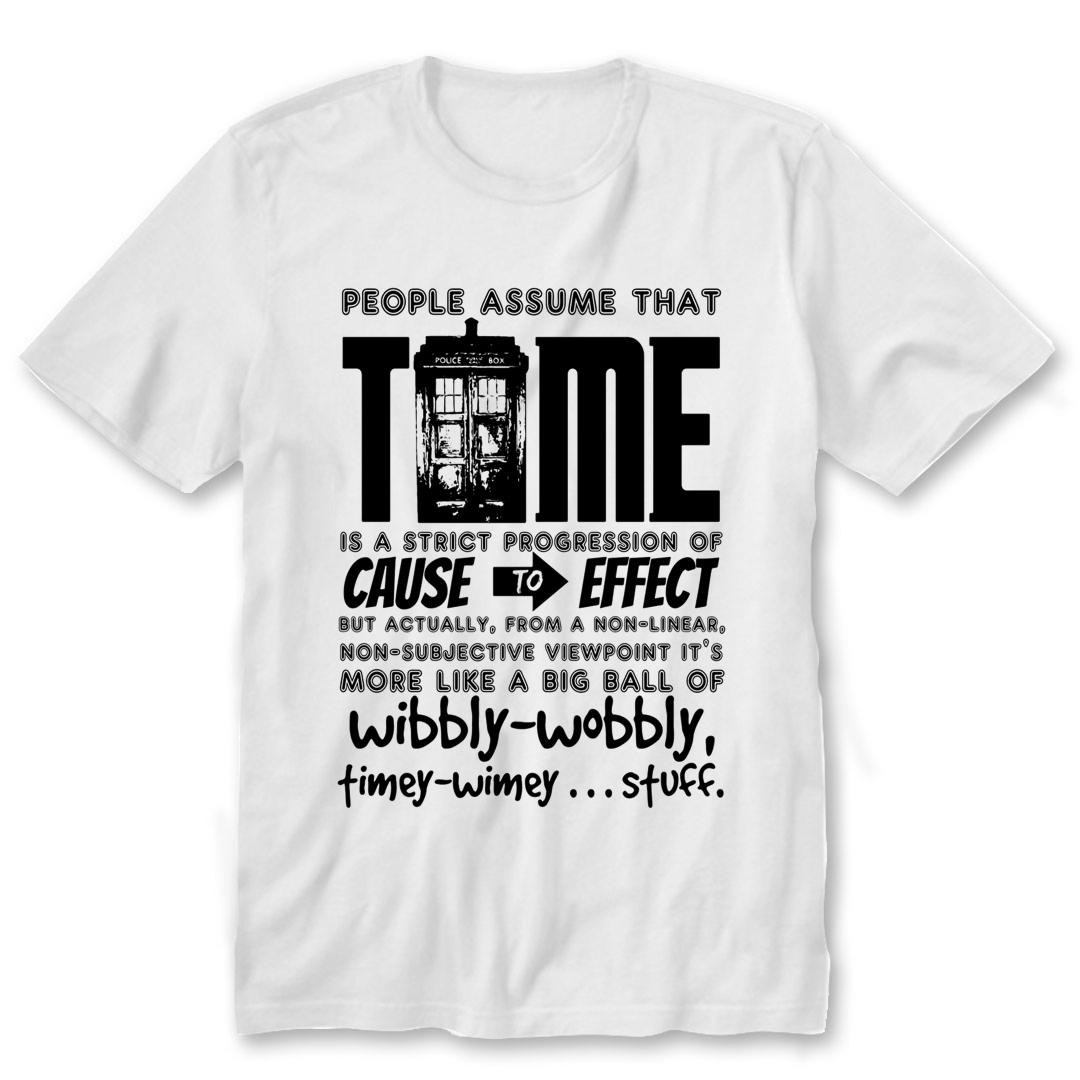 PEOPLE ASSUME THAT
TIME
POLICE BOX
IS A STRICT PROGRESSION OF
CAUSE TO EFFECT
BUT ACTUALLY, FROM A NON-LINEAR,
NON-SUBJECTIVE VIEWPOINT IT'S
MORE LIKE A BIG BALL OF
wibbly-wobbly,
timey-wimey ... stuff.